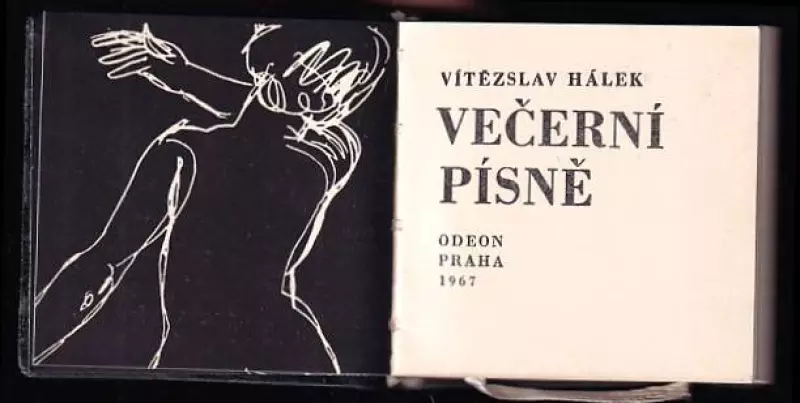 VÍTĚZSLAV HÁLEK
VEČERNÍ
PÍSNĚ
ODEON
PRAHA
1967